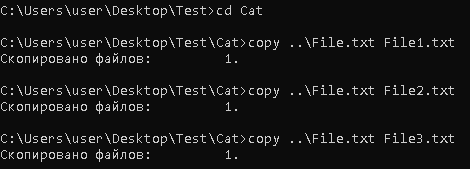 C:\Users\user\Desktop\Test>cd Cat
C:\Users\user\Desktop\Test\Cat>copy ..\File.txt File1.txt
Скопировано файлов:         1.
C:\Users\user\Desktop\Test\Cat>copy ..\File.txt File2.txt
Скопировано файлов:         1.
C:\Users\user\Desktop\Test\Cat>copy ..\File.txt File3.txt
Скопировано файлов:         1.